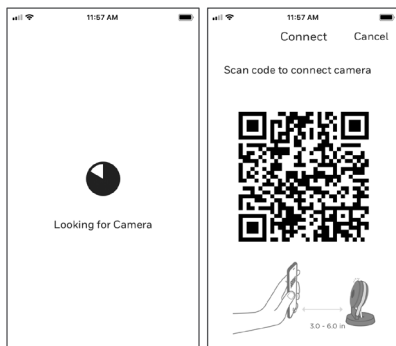 11:57 AM
Looking for Camera
11:57 AM
Connect Cancel
Scan code to connect camera
3.0 - 6.0 in